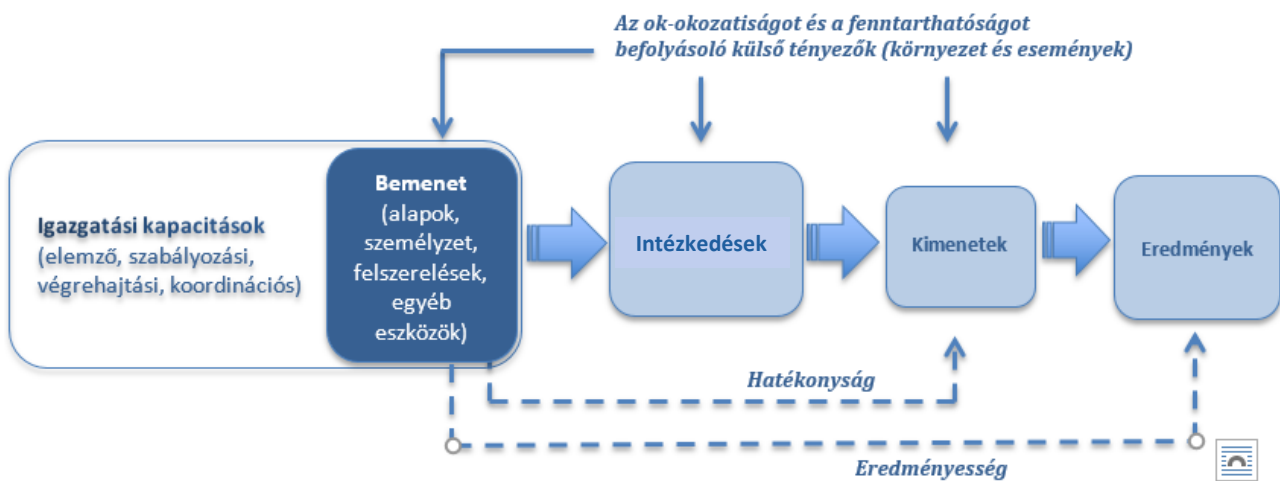 Az ok-okozatiságot és a fenntarthatóságot
befolyásoló külső tényezők (környezet és események)
Igazgatási kapacitások
(elemző, szabályozási,
végrehajtási, koordinációs)
Bemenet
(alapok,
személyzet,
felszerelések,
egyéb
eszközök)
Intézkedések
Kimenetek
Eredmények
Hatékonyság
Eredményesség